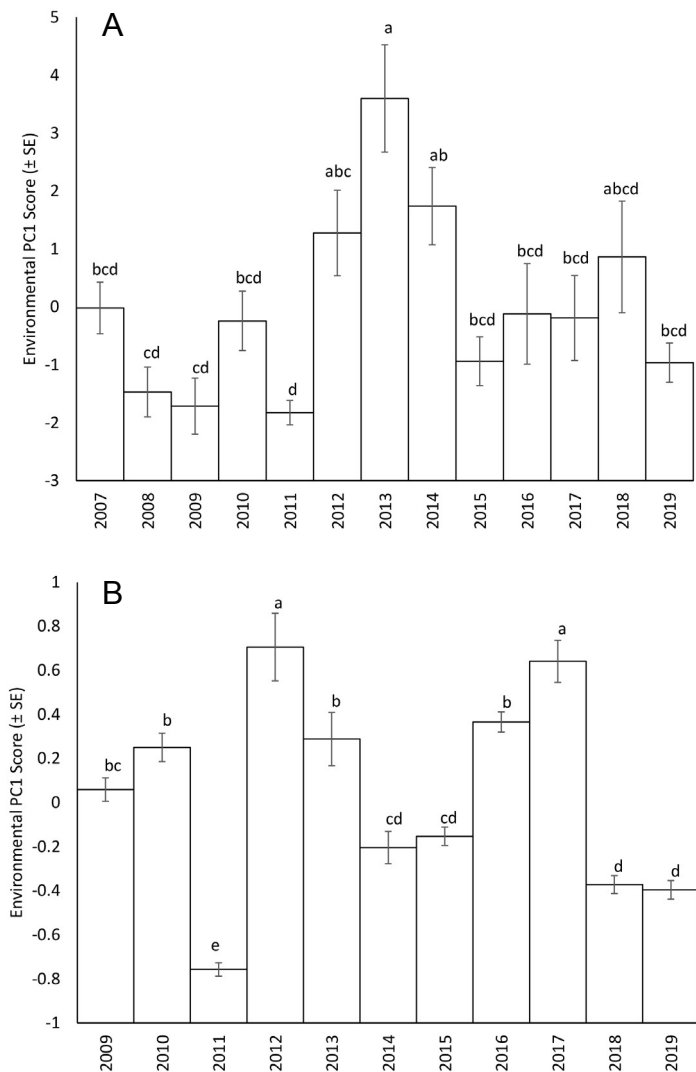 A
Environmental PC1 Score (± SE)
5
4
3
2
1
0
-1
-2
-3
bcd
cd
cd
bcd
d
abc
a
ab
bcd
bcd
bcd
abcd
bcd
2007
2008
2009
2010
2011
2012
2013
2014
2015
2016
2017
2018
2019
B
Environmental PC1 Score (± SE)
1
0.8
0.6
0.4
0.2
0
-0.2
-0.4
-0.6
-0.8
-1
bc
b
e
a
b
cd
cd
b
a
d
d
2009
2010
2011
2012
2013
2014
2015
2016
2017
2018
2019